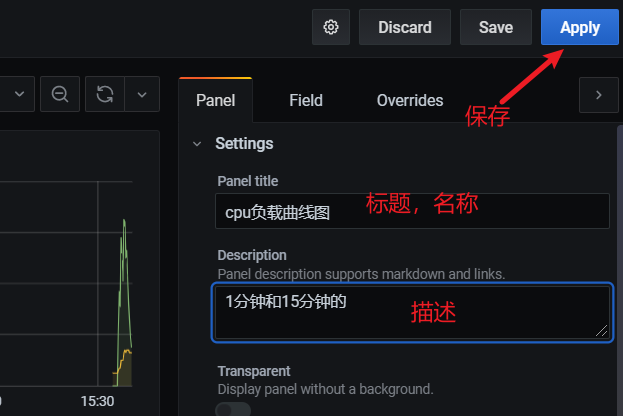 Discard
Save
Apply
保存
Panel
Field
Overrides
Settings
Panel title
cpu负载曲线图
标题，名称
Description
Panel description supports markdown and links.
1分钟和15分钟的
描述
Transparent
Display panel without a background.
15:30